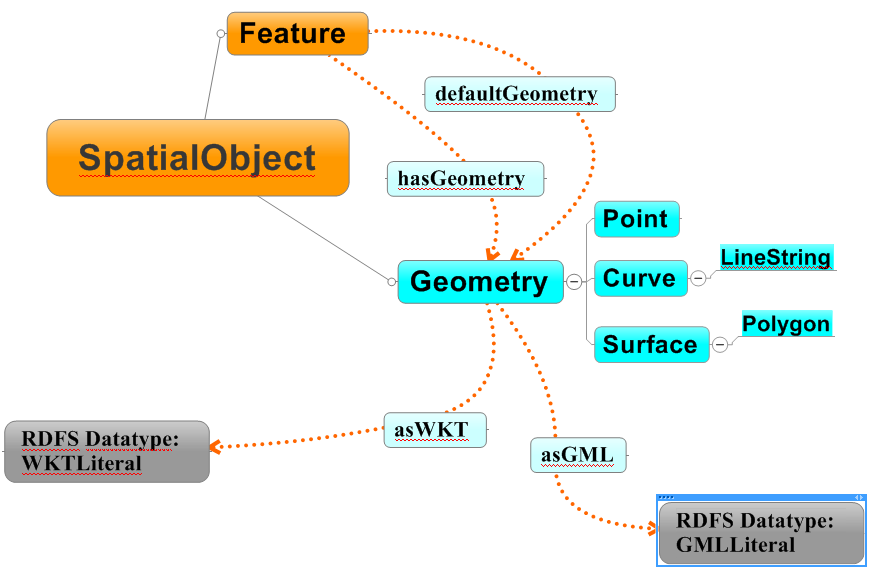 Feature
defaultGeometry
SpatialObject
hasGeometry
Point
LineString
Geometry
Curve
Polygon
Surface
asWKT
RDFS Datatype:
WKTLiteral
asGML
RDFS Datatype:
GMLLiteral